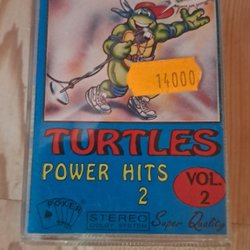 14000
TURTLES
POWER HITS
2
VOL.
2
POKER
STEREO
Super Quality